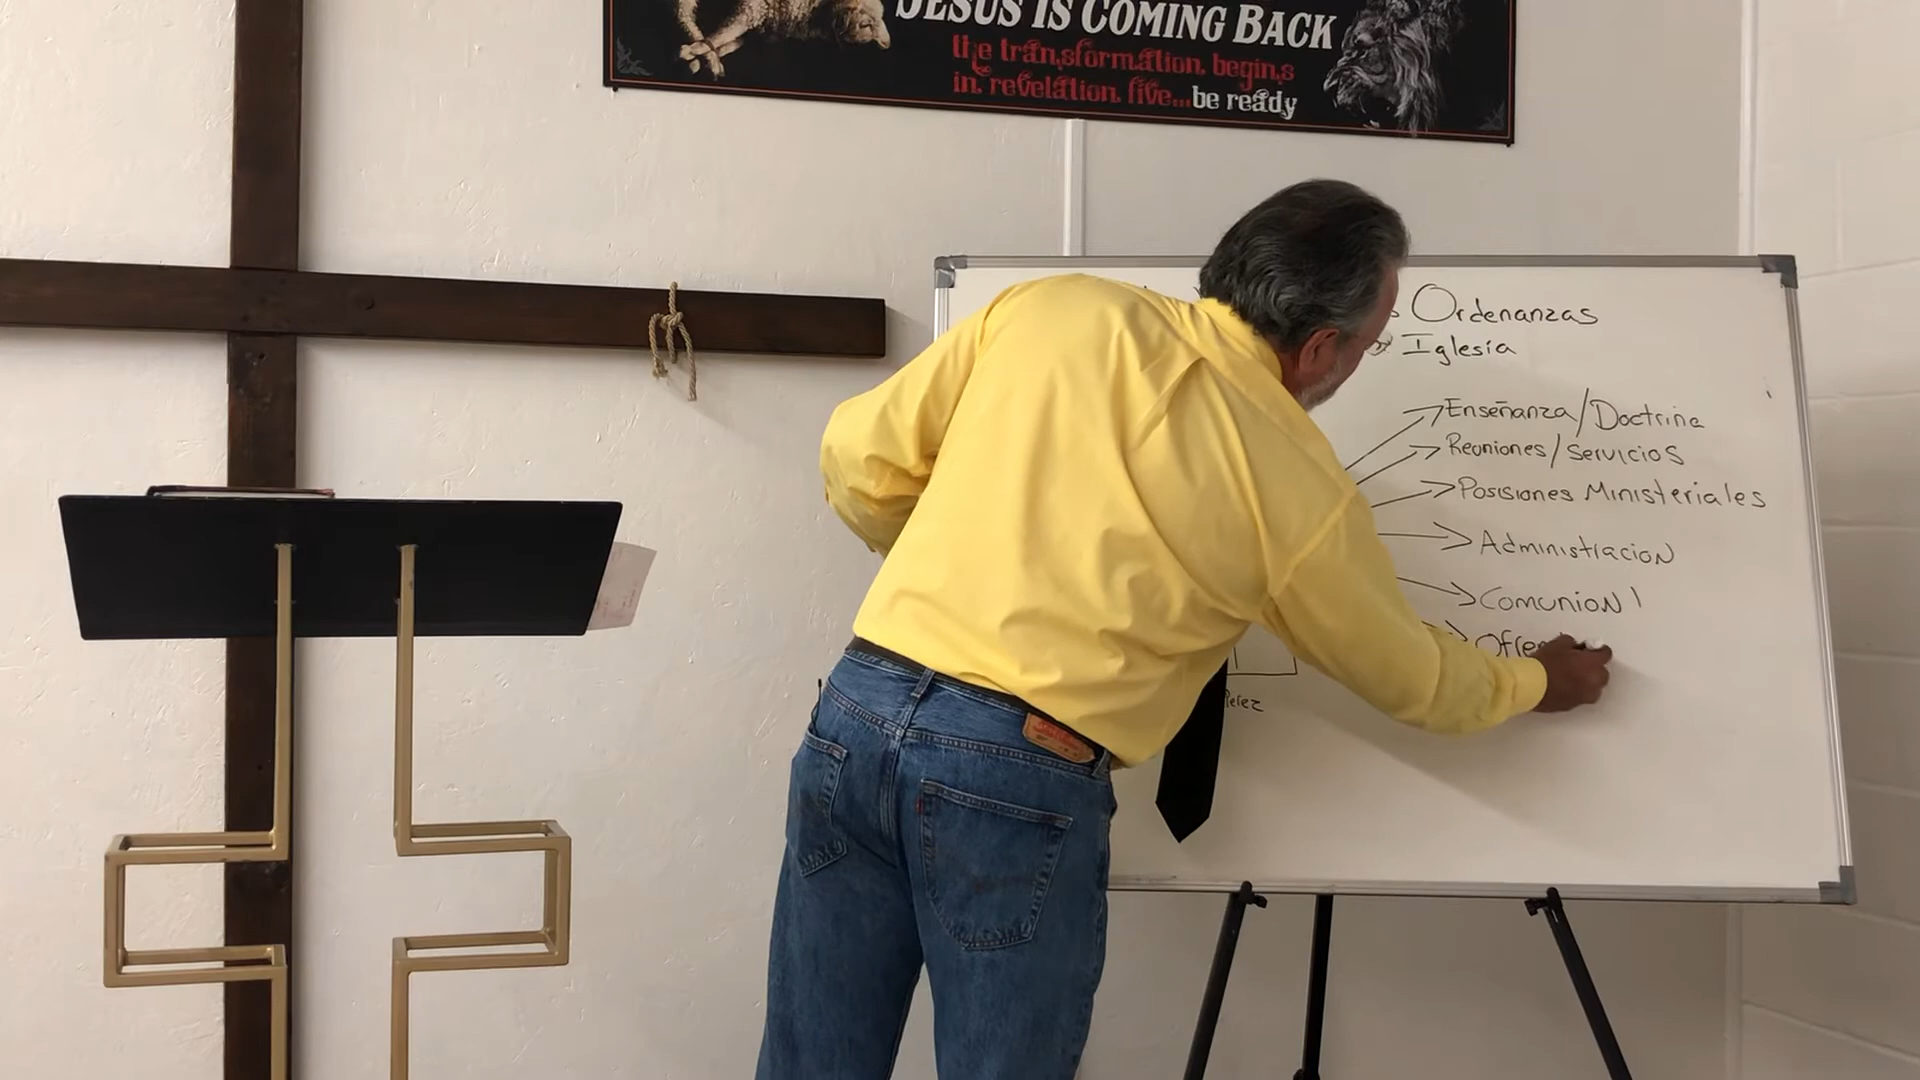 JESUS IS COMING BACK
the transformation begins
in revelation five...be ready
Ordenanzas
Iglesia
Enseñanza/Doctrina
Reuniones/Servicios
Posisiones Ministeriales
Administracion
Comunion
Ofre
Perez